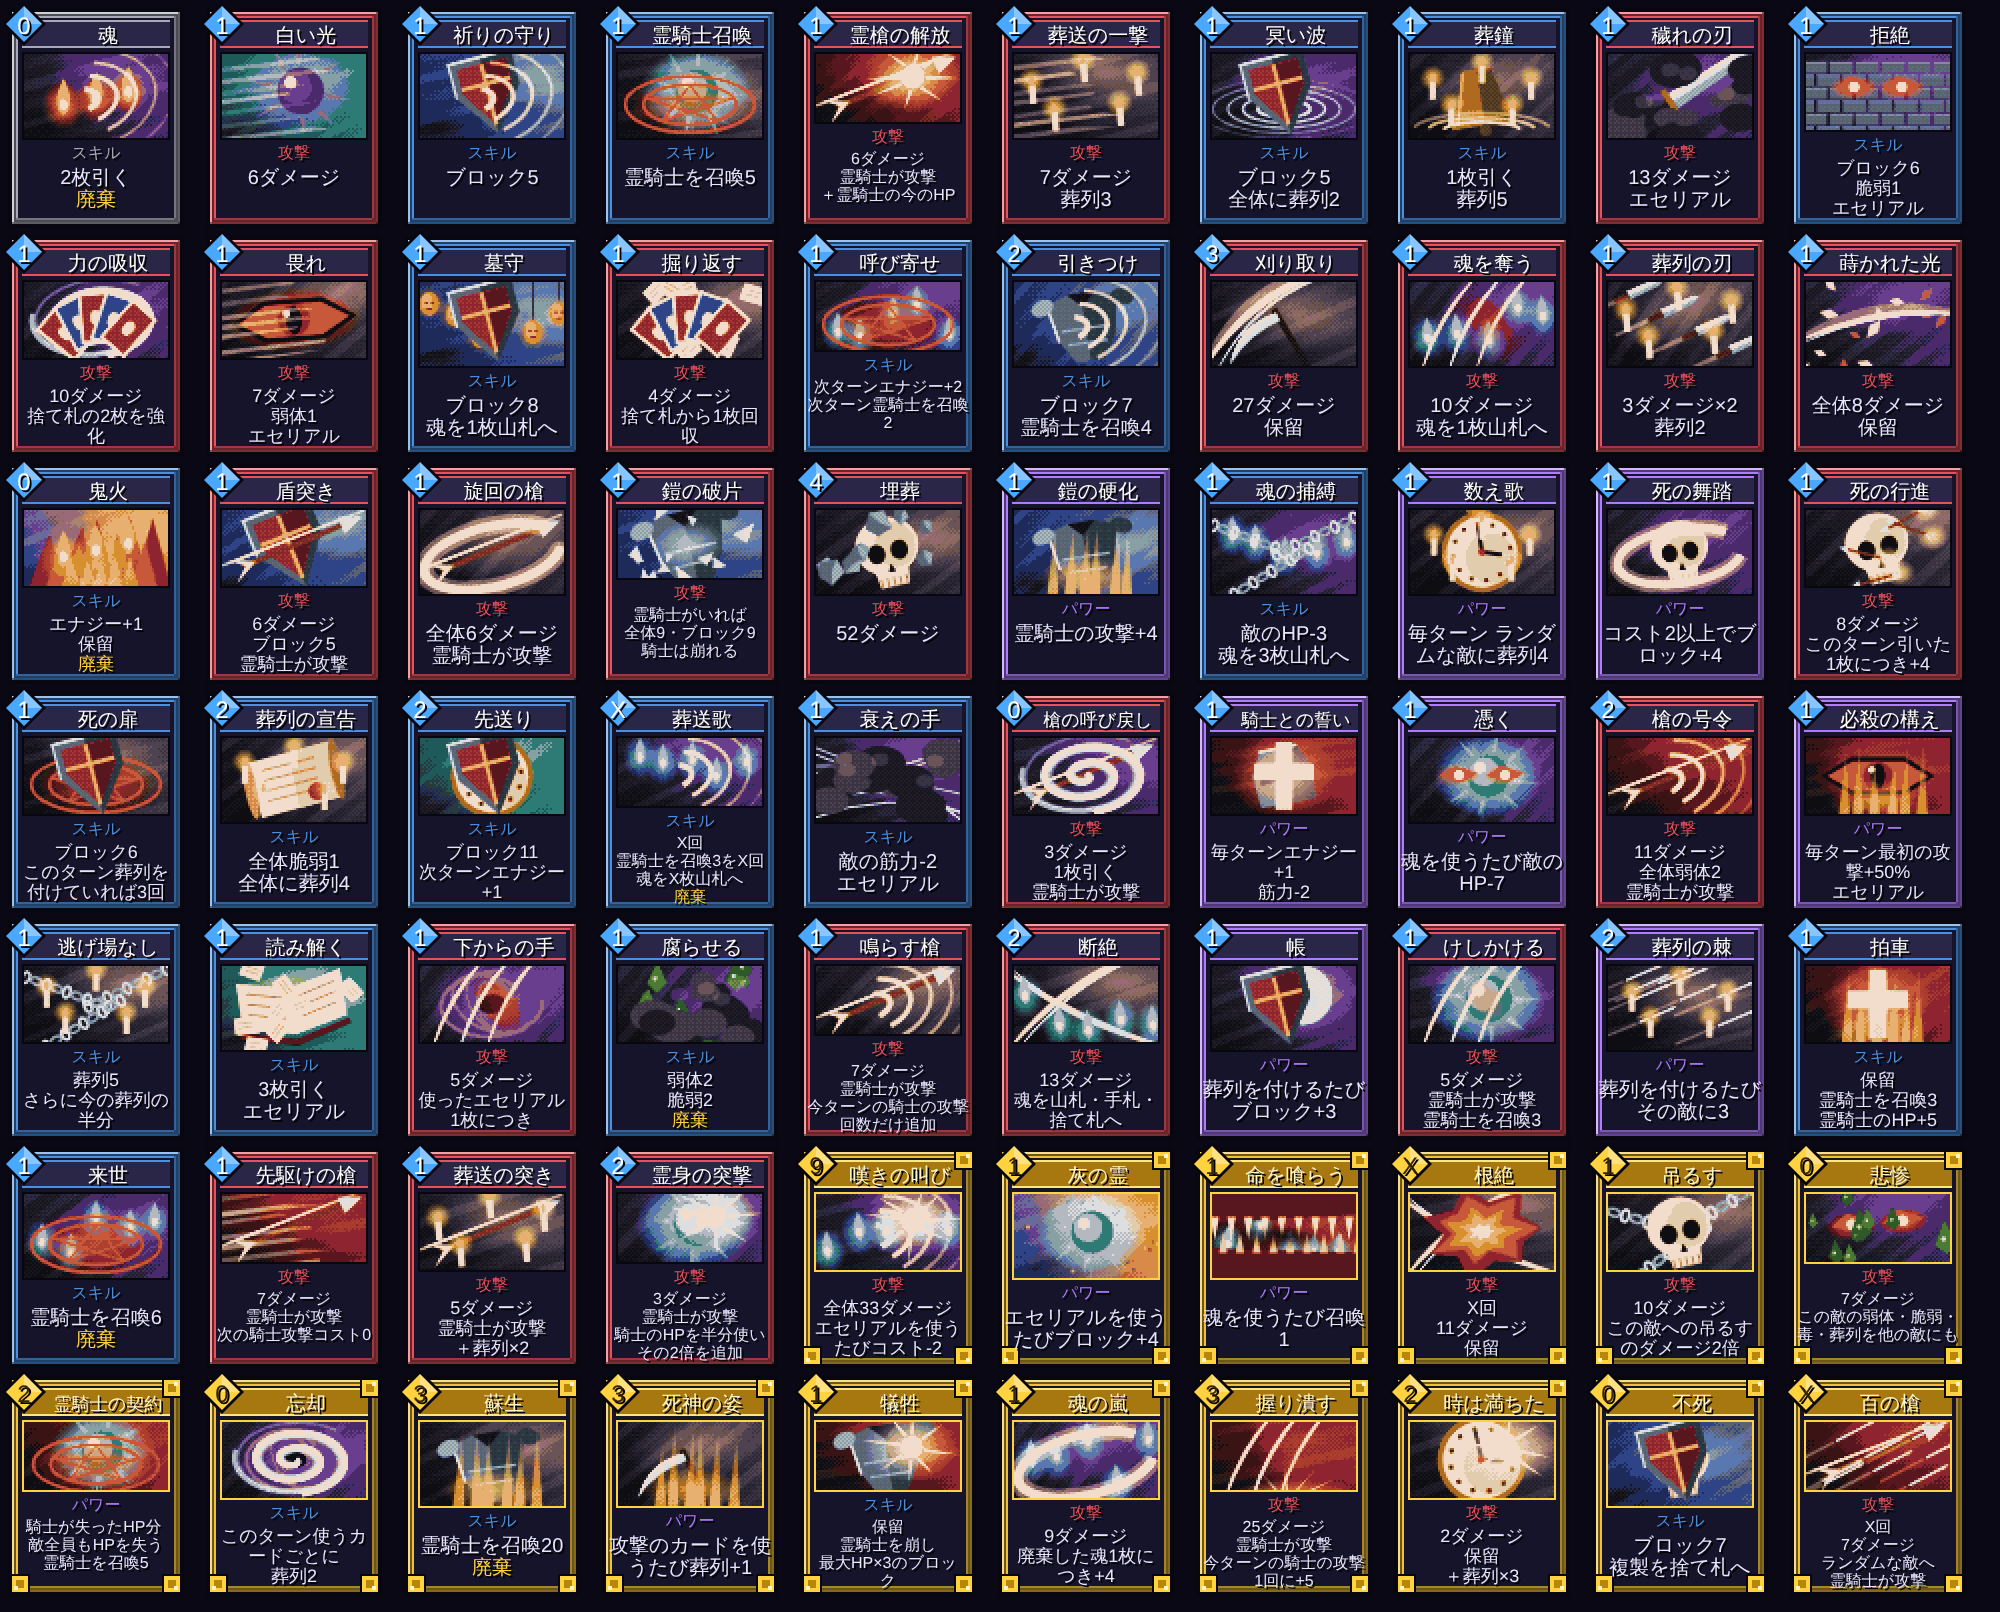 0
魂
スキル
2枚引く
廃棄
1
白い光
攻撃
6ダメージ
1
祈りの守り
スキル
ブロック5
1
霊騎士召喚
スキル
霊騎士を召喚5
1
霊槍の解放
攻撃
6ダメージ
霊騎士が攻撃
＋霊騎士の今のHP
1
葬送の一撃
攻撃
7ダメージ
葬列3
1
冥い波
スキル
ブロック5
全体に葬列2
1
葬鐘
スキル
1枚引く
葬列5
1
穢れの刃
攻撃
13ダメージ
エセリアル
1
拒絶
スキル
ブロック6
脆弱1
エセリアル
1
力の吸収
攻撃
10ダメージ
捨て札の2枚を強
化
1
畏れ
攻撃
7ダメージ
弱体1
エセリアル
1
墓守
スキル
ブロック8
魂を1枚山札へ
1
掘り返す
攻撃
4ダメージ
捨て札から1枚回
収
1
呼び寄せ
スキル
次ターンエナジー+2
次ターン霊騎士を召喚
2
2
引きつけ
スキル
ブロック7
霊騎士を召喚4
3
刈り取り
攻撃
27ダメージ
保留
1
魂を奪う
攻撃
10ダメージ
魂を1枚山札へ
1
葬列の刃
攻撃
3ダメージ×2
葬列2
1
蒔かれた光
攻撃
全体8ダメージ
保留
0
鬼火
スキル
エナジー+1
保留
廃棄
1
盾突き
攻撃
6ダメージ
ブロック5
霊騎士が攻撃
1
旋回の槍
攻撃
全体6ダメージ
霊騎士が攻撃
1
鎧の破片
攻撃
霊騎士がいれば
全体9・ブロック9
騎士は崩れる
4
埋葬
攻撃
52ダメージ
1
鎧の硬化
パワー
霊騎士の攻撃+4
1
魂の捕縛
スキル
敵のHP-3
魂を3枚山札へ
1
数え歌
パワー
毎ターン ランダ
ムな敵に葬列4
1
死の舞踏
パワー
コスト2以上でブ
ロック+4
1
死の行進
攻撃
8ダメージ
このターン引いた
1枚につき+4
1
死の扉
スキル
ブロック6
このターン葬列を
付けていれば3回
2
葬列の宣告
スキル
全体脆弱1
全体に葬列4
2
先送り
スキル
ブロック11
次ターンエナジー
+1
X
葬送歌
スキル
X回
霊騎士を召喚3をX回
魂をX枚山札へ
廃棄
1
衰えの手
スキル
敵の筋力-2
エセリアル
0
槍の呼び戻し
攻撃
3ダメージ
1枚引く
霊騎士が攻撃
1
騎士との誓い
パワー
毎ターンエナジー
+1
筋力-2
1
憑く
パワー
魂を使うたび敵の
HP-7
2
槍の号令
攻撃
11ダメージ
全体弱体2
霊騎士が攻撃
1
必殺の構え
パワー
毎ターン最初の攻
撃+50%
エセリアル
1
逃げ場なし
スキル
葬列5
さらに今の葬列の
半分
1
読み解く
スキル
3枚引く
エセリアル
1
下からの手
攻撃
5ダメージ
使ったエセリアル
1枚につき
1
腐らせる
スキル
弱体2
脆弱2
廃棄
1
鳴らす槍
攻撃
7ダメージ
霊騎士が攻撃
今ターンの騎士の攻撃
回数だけ追加
2
断絶
攻撃
13ダメージ
魂を山札・手札・
捨て札へ
1
帳
パワー
葬列を付けるたび
ブロック+3
1
けしかける
攻撃
5ダメージ
霊騎士が攻撃
霊騎士を召喚3
2
葬列の棘
パワー
葬列を付けるたび
その敵に3
1
拍車
スキル
保留
霊騎士を召喚3
霊騎士のHP+5
1
来世
スキル
霊騎士を召喚6
廃棄
1
先駆けの槍
攻撃
7ダメージ
霊騎士が攻撃
次の騎士攻撃コスト0
1
葬送の突き
攻撃
5ダメージ
霊騎士が攻撃
＋葬列×2
2
霊身の突撃
攻撃
3ダメージ
霊騎士が攻撃
騎士のHPを半分使い
その2倍を追加
9
嘆きの叫び
攻撃
全体33ダメージ
エセリアルを使う
たびコスト-2
1
灰の霊
パワー
エセリアルを使う
たびブロック+4
1
命を喰らう
パワー
魂を使うたび召喚
1
X
根絶
攻撃
X回
11ダメージ
保留
1
吊るす
攻撃
10ダメージ
この敵への吊るす
のダメージ2倍
0
悲惨
攻撃
7ダメージ
この敵の弱体・脆弱・
毒・葬列を他の敵にも
2
霊騎士の契約
パワー
騎士が失ったHP分
敵全員もHPを失う
霊騎士を召喚5
0
忘却
スキル
このターン使うカ
ードごとに
葬列2
3
蘇生
スキル
霊騎士を召喚20
廃棄
3
死神の姿
パワー
攻撃のカードを使
うたび葬列+1
1
犠牲
スキル
保留
霊騎士を崩し
最大HP×3のブロッ
ク
1
魂の嵐
攻撃
9ダメージ
廃棄した魂1枚に
つき+4
3
握り潰す
攻撃
25ダメージ
霊騎士が攻撃
今ターンの騎士の攻撃
1回に+5
2
時は満ちた
攻撃
2ダメージ
保留
＋葬列×3
0
不死
スキル
ブロック7
複製を捨て札へ
X
百の槍
攻撃
X回
7ダメージ
ランダムな敵へ
霊騎士が攻撃